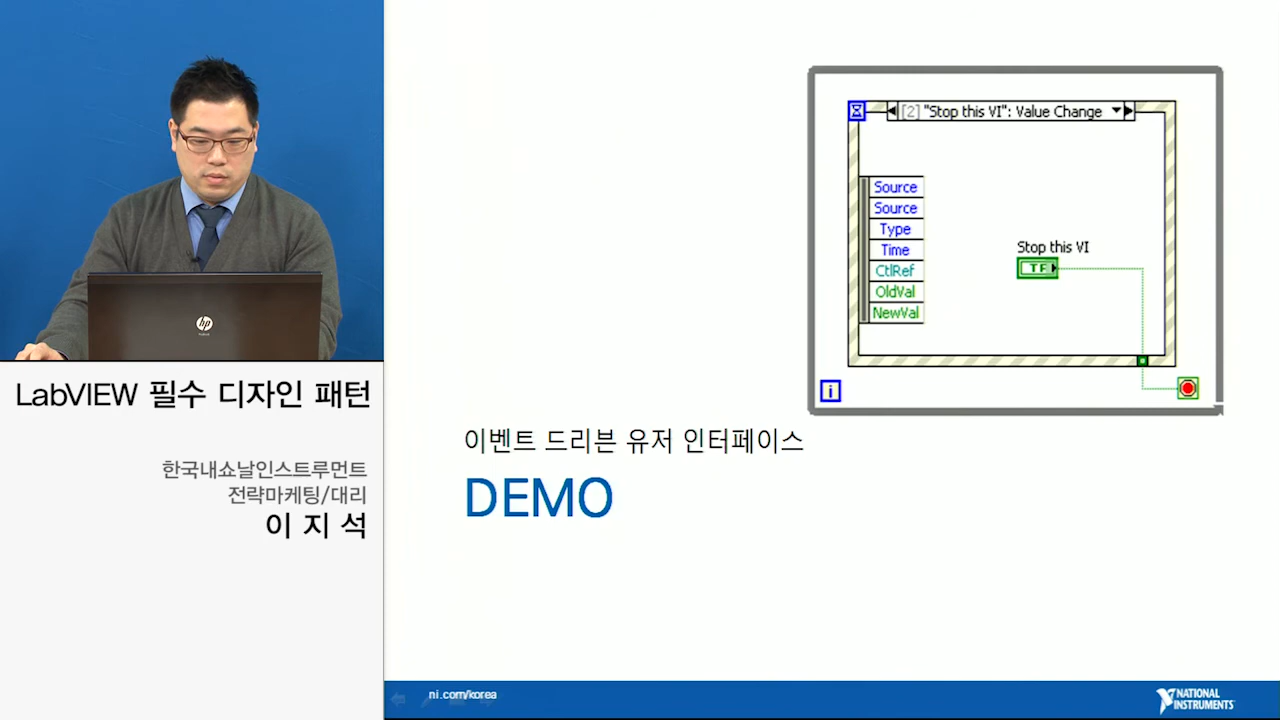 LabVIEW 필수 디자인 패턴
한국내쇼날인스트루먼트
전략마케팅/대리
이 지 석
hp
[2] "Stop this VI": Value Change
Source
Source
Type
Time
CtlRef
OldVal
NewVal
Stop this VI
TF
i
이벤트 드리븐 유저 인터페이스
DEMO
ni.com/korea
NATIONAL
INSTRUMENTS